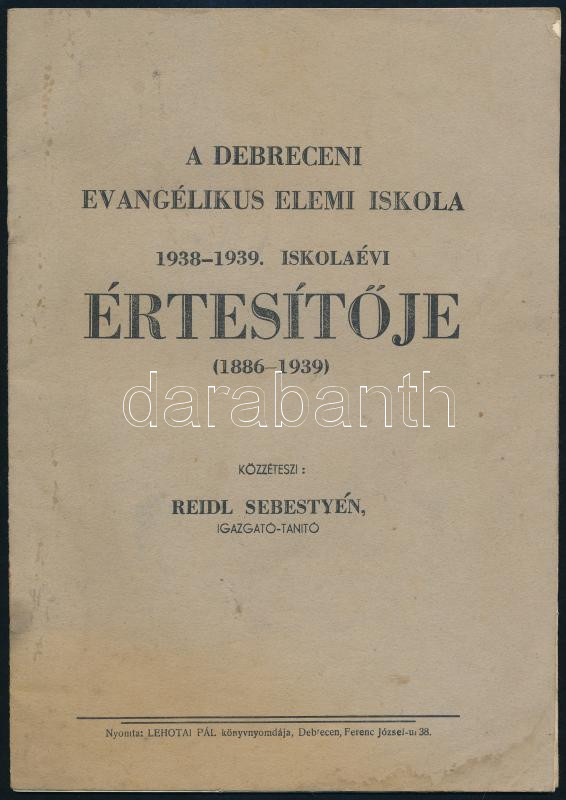 A DEBRECENI
EVANGÉLIKUS ELEMI ISKOLA
1938–1939. ISKOLAÉVI
ÉRTESÍTŐJE
(1886–1939)
darabanth
KÖZZÉTESZI:
REIDL SEBESTYÉN,
IGAZGATÓ-TANITÓ
Nyomta: LEHOTAI PÁL könyvnyomdája, Debrecen, Ferenc József-u. 38.